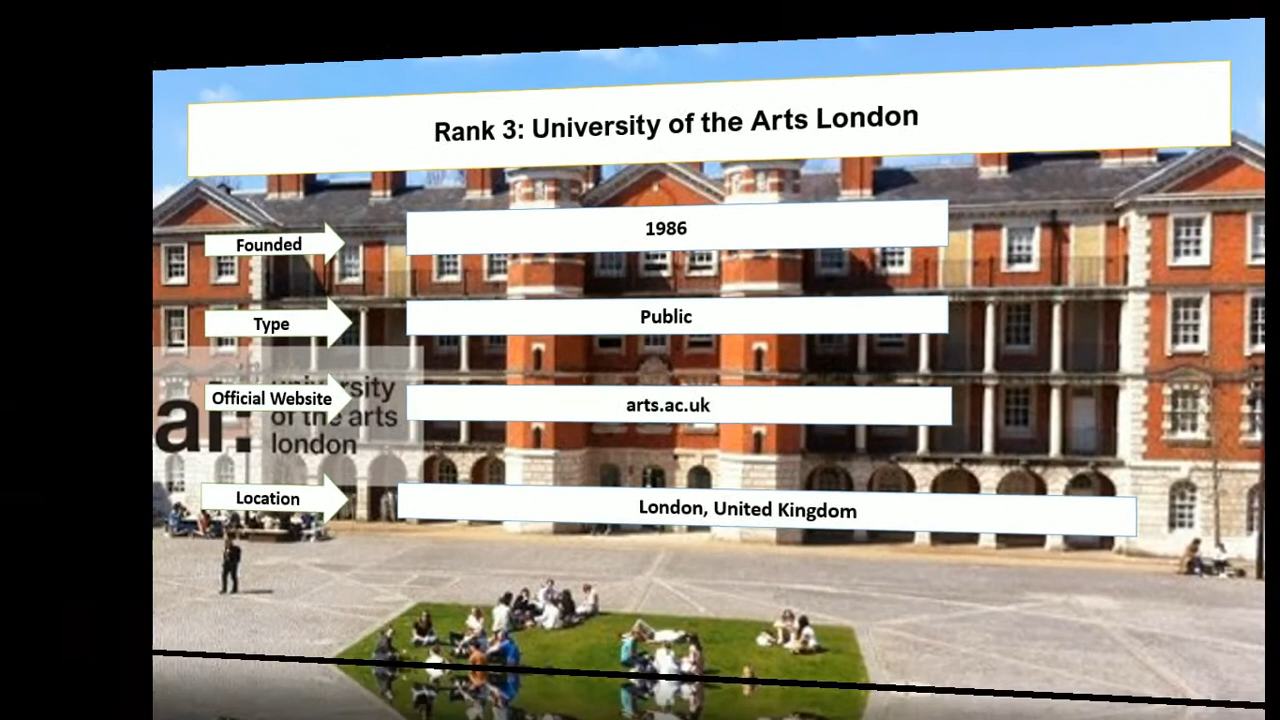 Rank 3: University of the Arts London
Founded
1986
Type
Public
Official Website
arts.ac.uk
university
of the arts
london
Location
London, United Kingdom